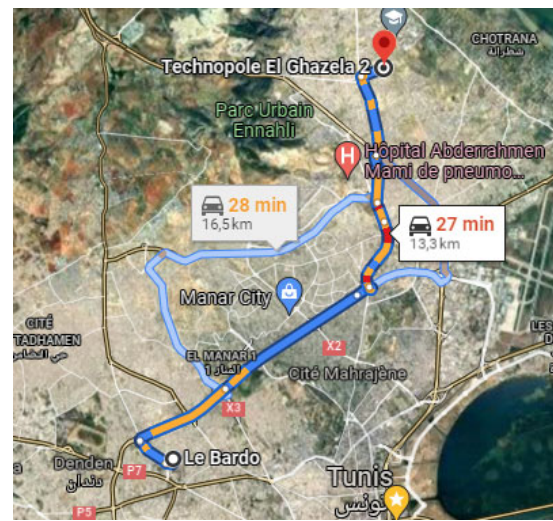 CHOTRANA
شطرانة
Technopole El Ghazela 2
Parc Urbain
Ennahli
H
Hôpital Abderrahmen
Mami de pneumo...
28 min
16,5 km
27 min
13,3 km
Manar City
CITÉ
TADHAMEN
حي التضامن
X2
EL MANAR 1
المنار 1
Cité Mahrajène
X3
Le Bardo
Denden
دندان
P7
P5
Tunis
تونس